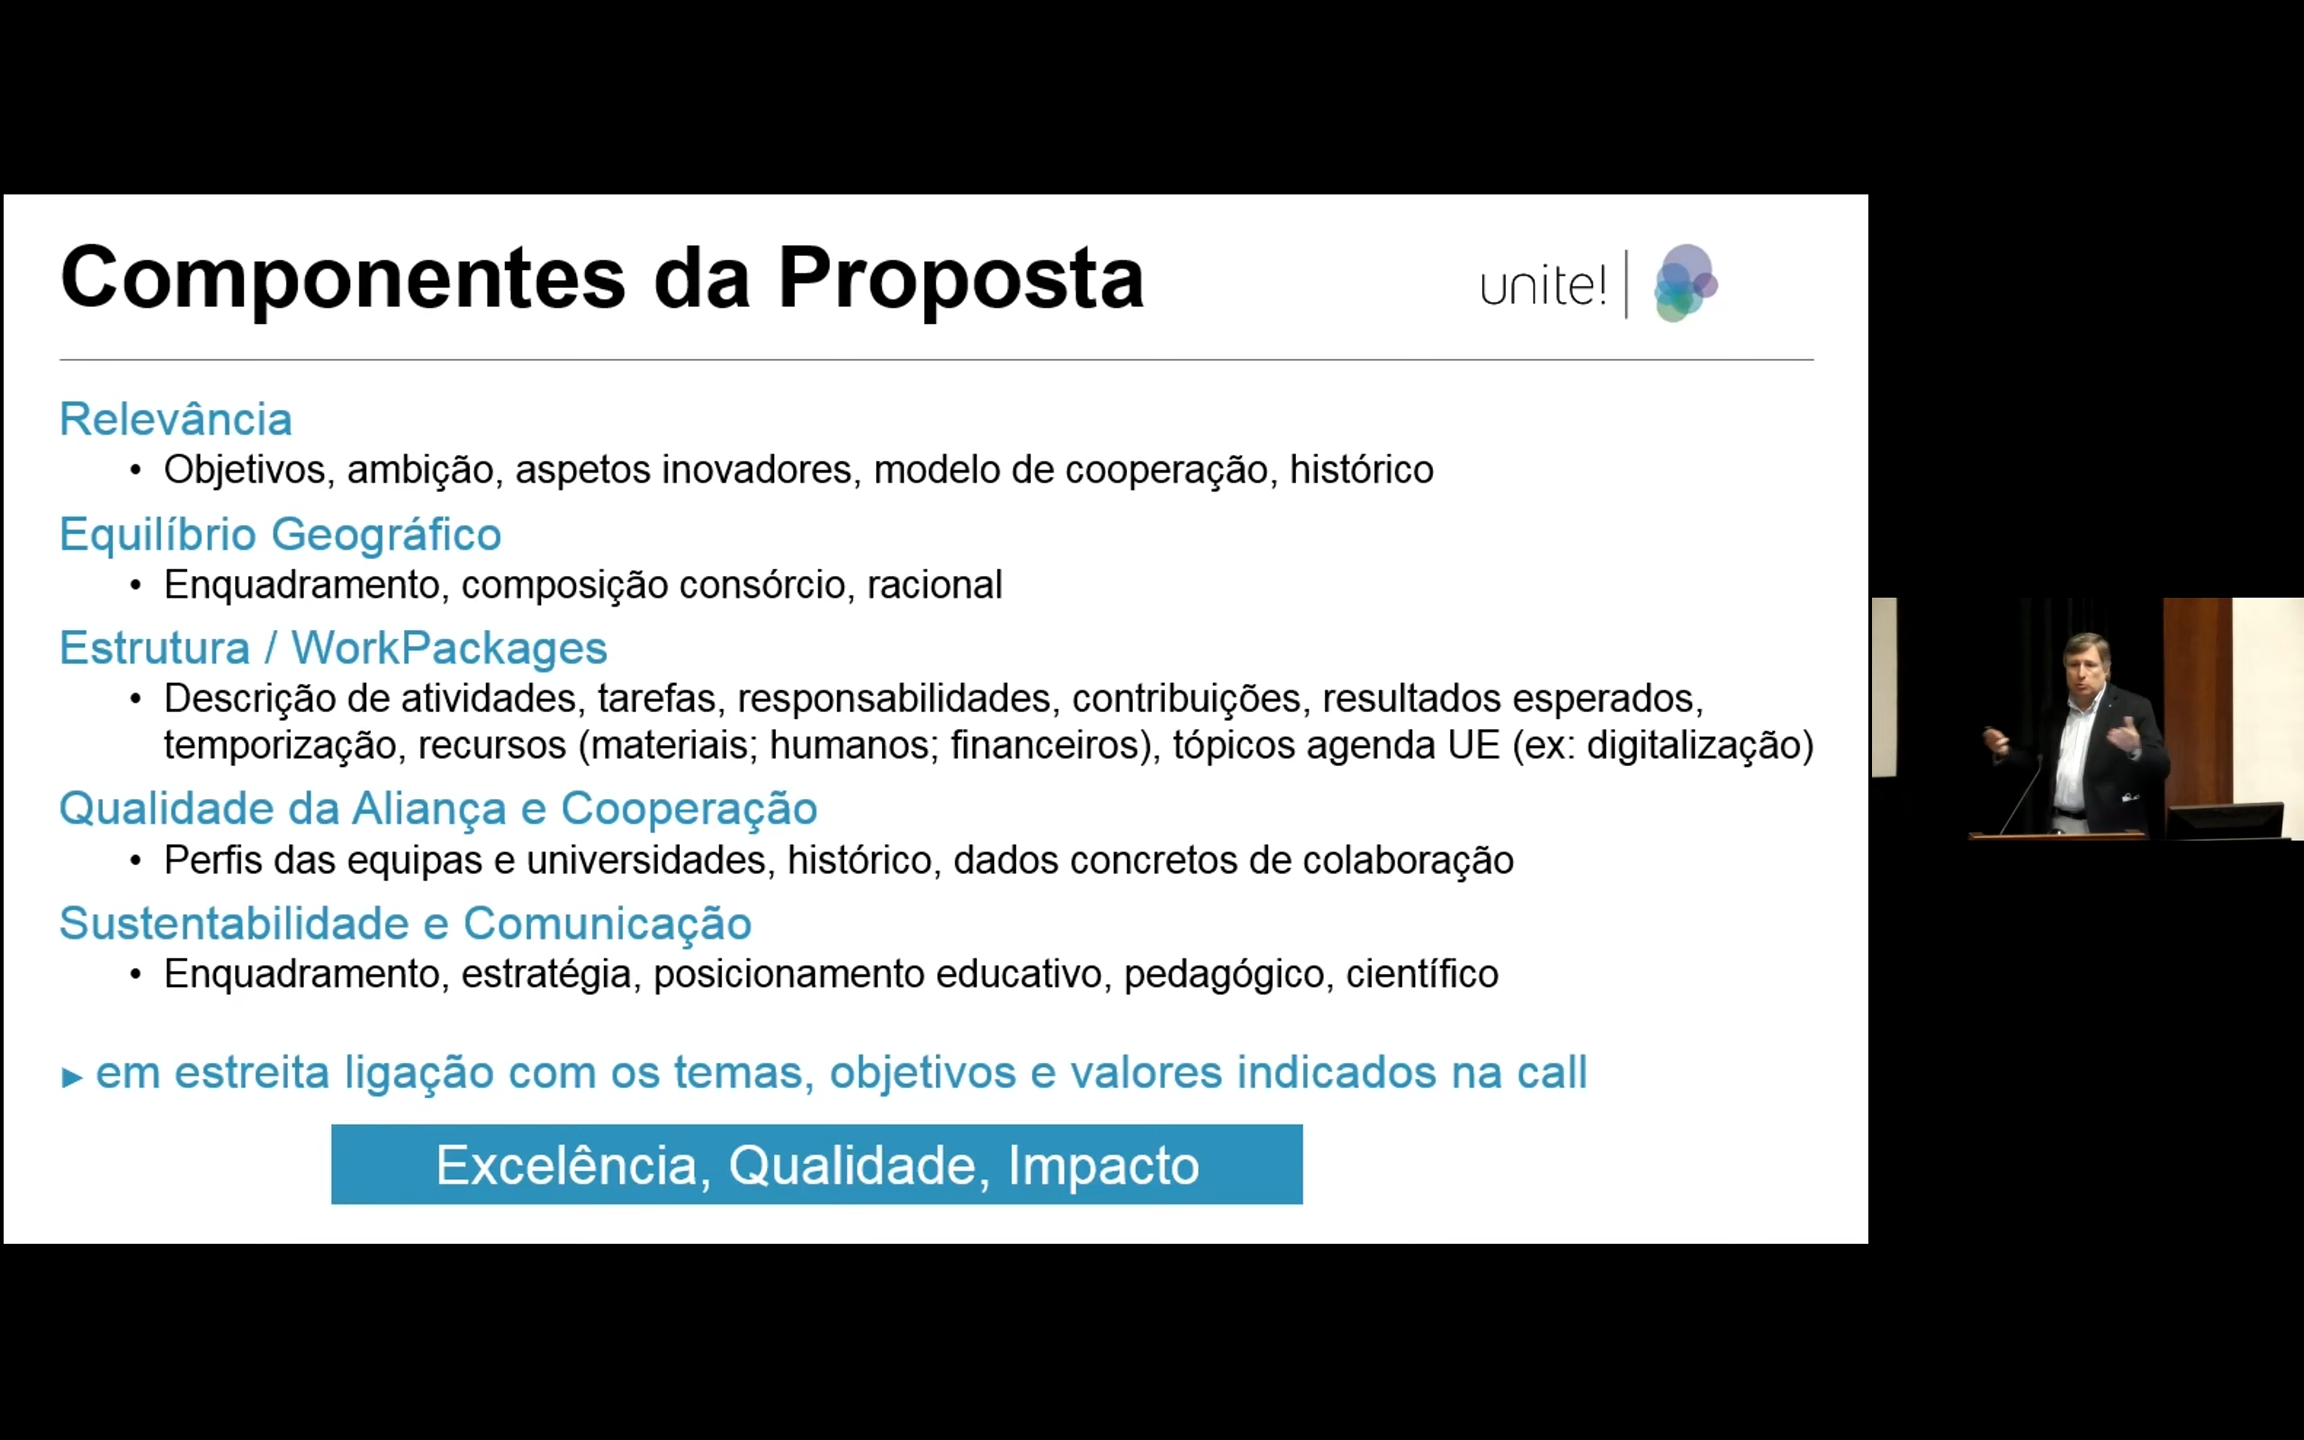 Componentes da Proposta
unite!
Relevância
• Objetivos, ambição, aspetos inovadores, modelo de cooperação, histórico
Equilíbrio Geográfico
• Enquadramento, composição consórcio, racional
Estrutura / WorkPackages
• Descrição de atividades, tarefas, responsabilidades, contribuições, resultados esperados,
temporização, recursos (materiais; humanos; financeiros), tópicos agenda UE (ex: digitalização)
Qualidade da Aliança e Cooperação
• Perfis das equipas e universidades, histórico, dados concretos de colaboração
Sustentabilidade e Comunicação
• Enquadramento, estratégia, posicionamento educativo, pedagógico, científico
▸ em estreita ligação com os temas, objetivos e valores indicados na call
Excelência, Qualidade, Impacto